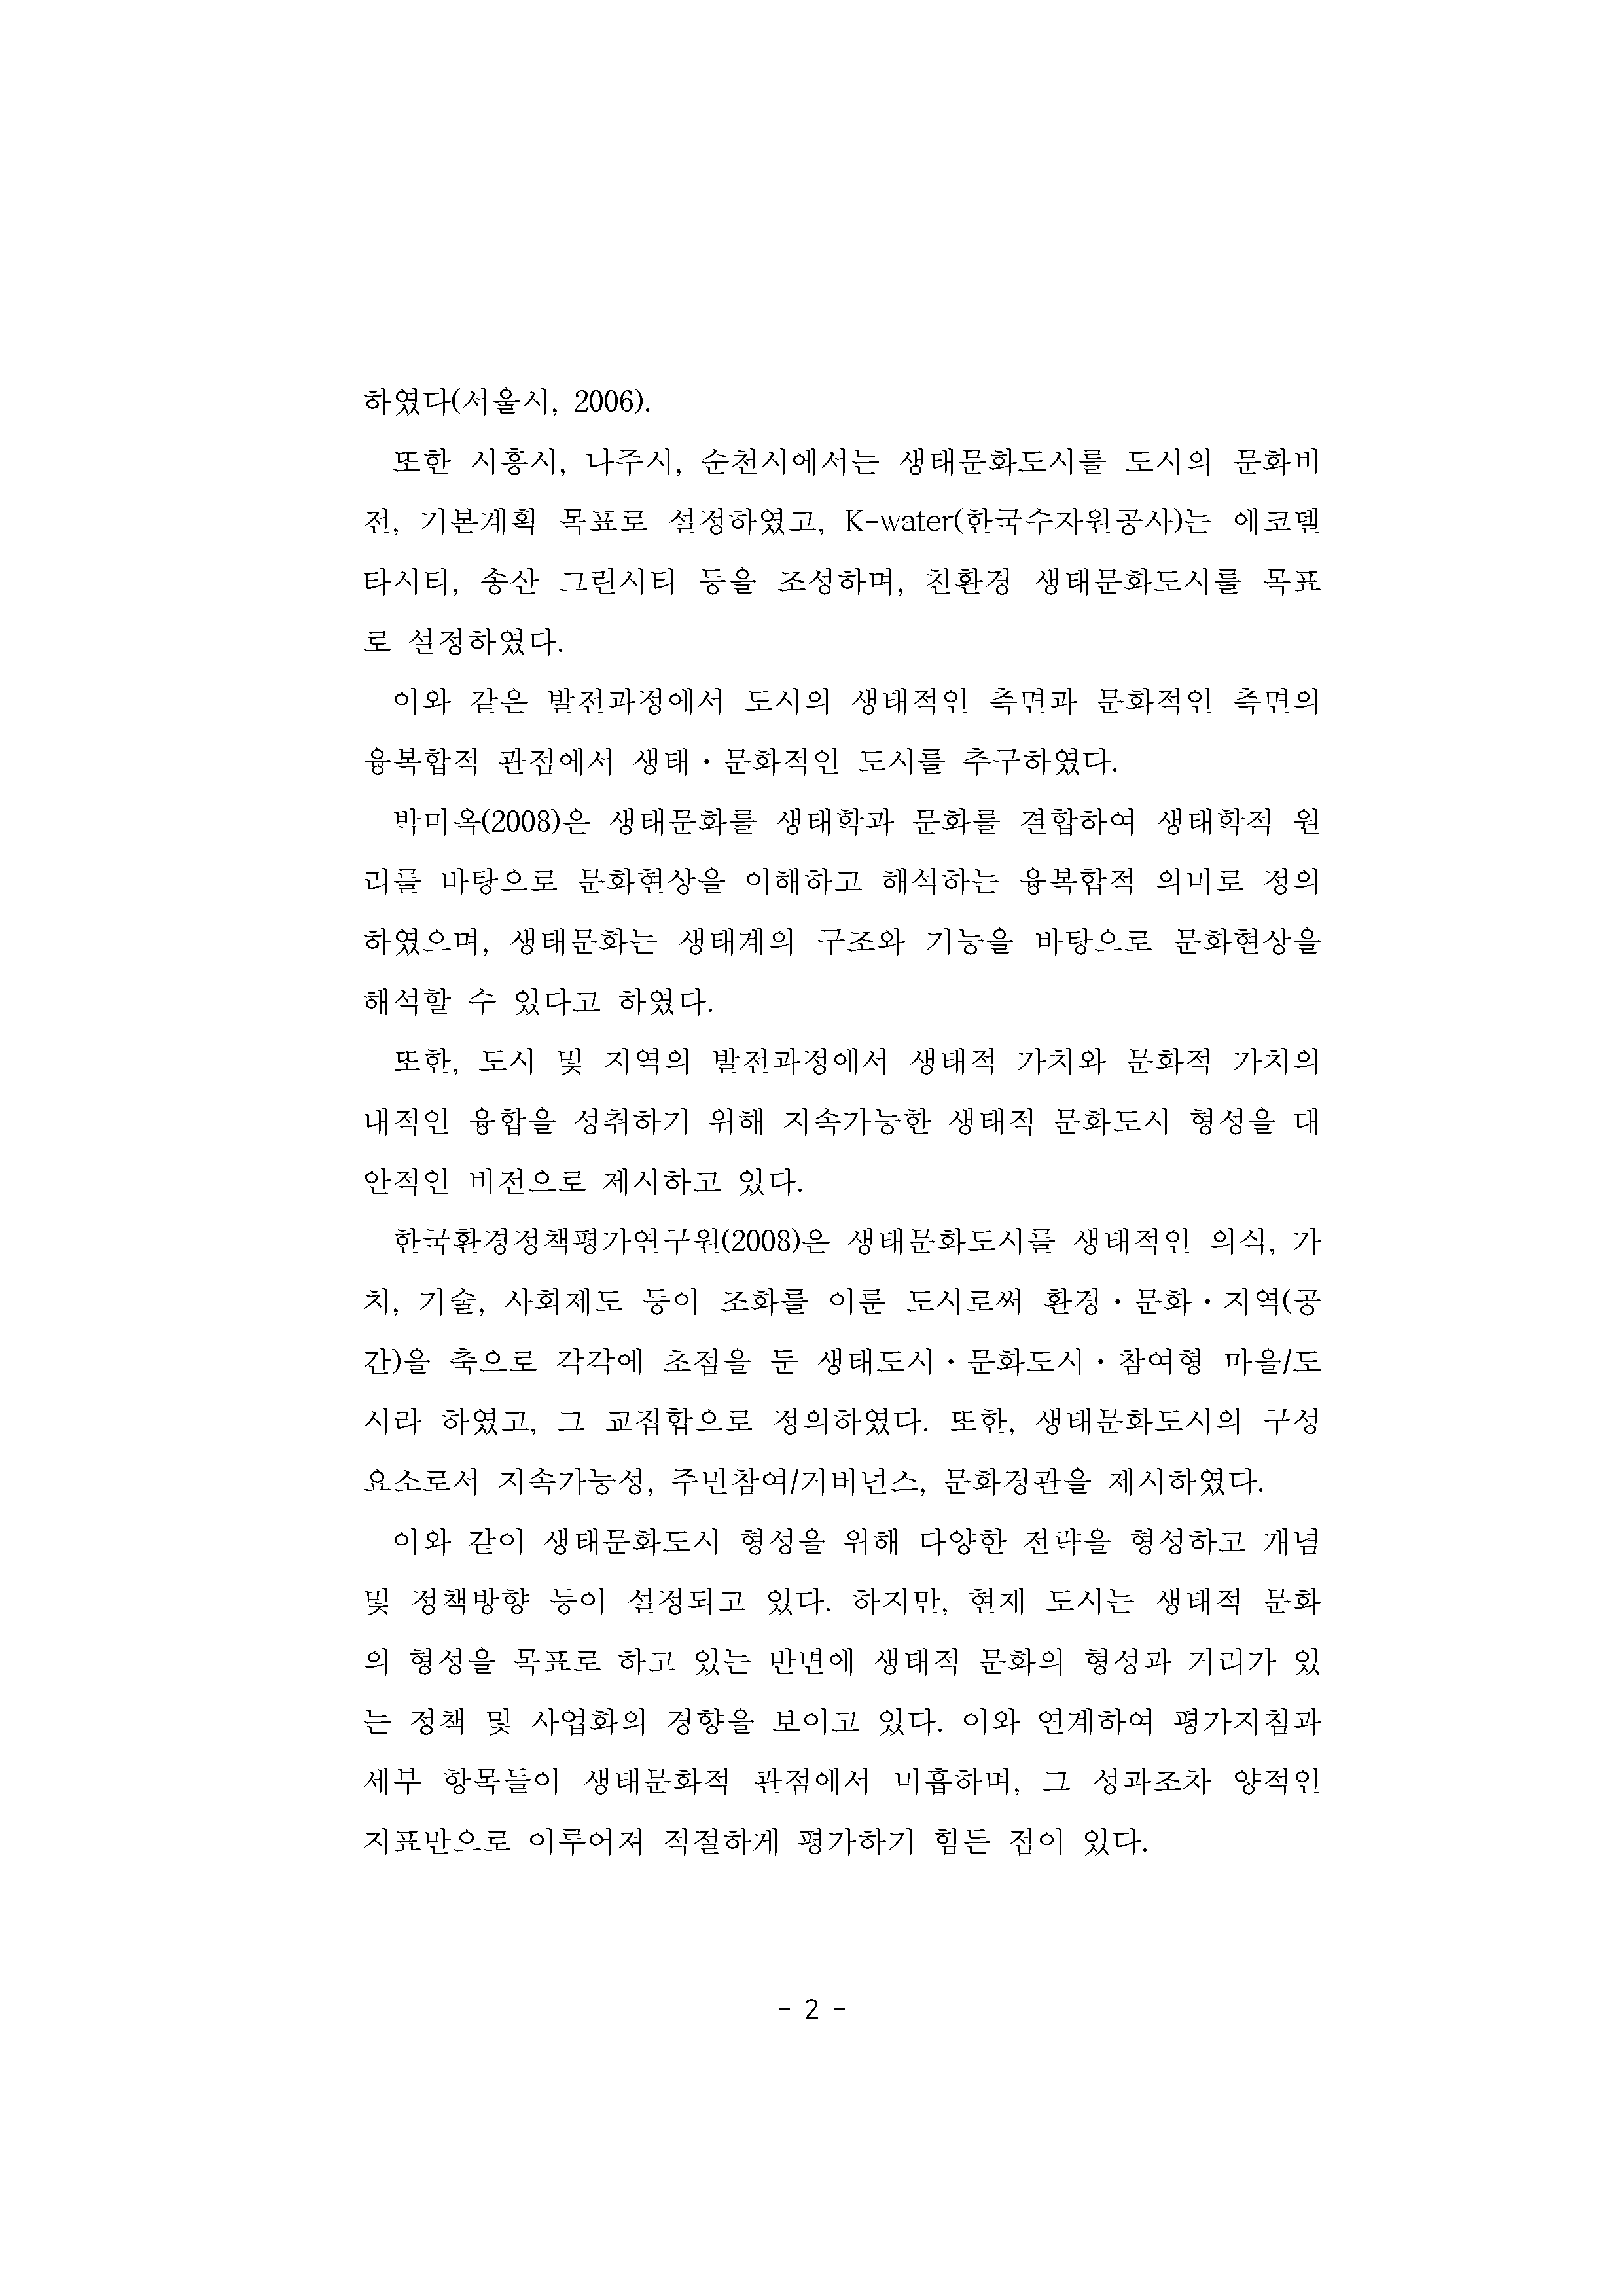 하였다(서울시, 2006).
또한 시흥시, 나주시, 순천시에서는 생태문화도시를 도시의 문화비
전, 기본계획 목표로 설정하였고, K-water(한국수자원공사)는 에코델
타시티, 송산 그린시티 등을 조성하며, 친환경 생태문화도시를 목표
로 설정하였다.
이와 같은 발전과정에서 도시의 생태적인 측면과 문화적인 측면의
융복합적 관점에서 생태・문화적인 도시를 추구하였다.
박미옥(2008)은 생태문화를 생태학과 문화를 결합하여 생태학적 원
리를 바탕으로 문화현상을 이해하고 해석하는 융복합적 의미로 정의
하였으며, 생태문화는 생태계의 구조와 기능을 바탕으로 문화현상을
해석할 수 있다고 하였다.
또한, 도시 및 지역의 발전과정에서 생태적 가치와 문화적 가치의
내적인 융합을 성취하기 위해 지속가능한 생태적 문화도시 형성을 대
안적인 비전으로 제시하고 있다.
한국환경정책평가연구원(2008)은 생태문화도시를 생태적인 의식, 가
치, 기술, 사회제도 등이 조화를 이룬 도시로써 환경・문화・지역(공
간)을 축으로 각각에 초점을 둔 생태도시・문화도시・참여형 마을/도
시라 하였고, 그 교집합으로 정의하였다. 또한, 생태문화도시의 구성
요소로서 지속가능성, 주민참여/거버넌스, 문화경관을 제시하였다.
이와 같이 생태문화도시 형성을 위해 다양한 전략을 형성하고 개념
및 정책방향 등이 설정되고 있다. 하지만, 현재 도시는 생태적 문화
의 형성을 목표로 하고 있는 반면에 생태적 문화의 형성과 거리가 있
는 정책 및 사업화의 경향을 보이고 있다. 이와 연계하여 평가지침과
세부 항목들이 생태문화적 관점에서 미흡하며, 그 성과조차 양적인
지표만으로 이루어져 적절하게 평가하기 힘든 점이 있다.
- 2 -